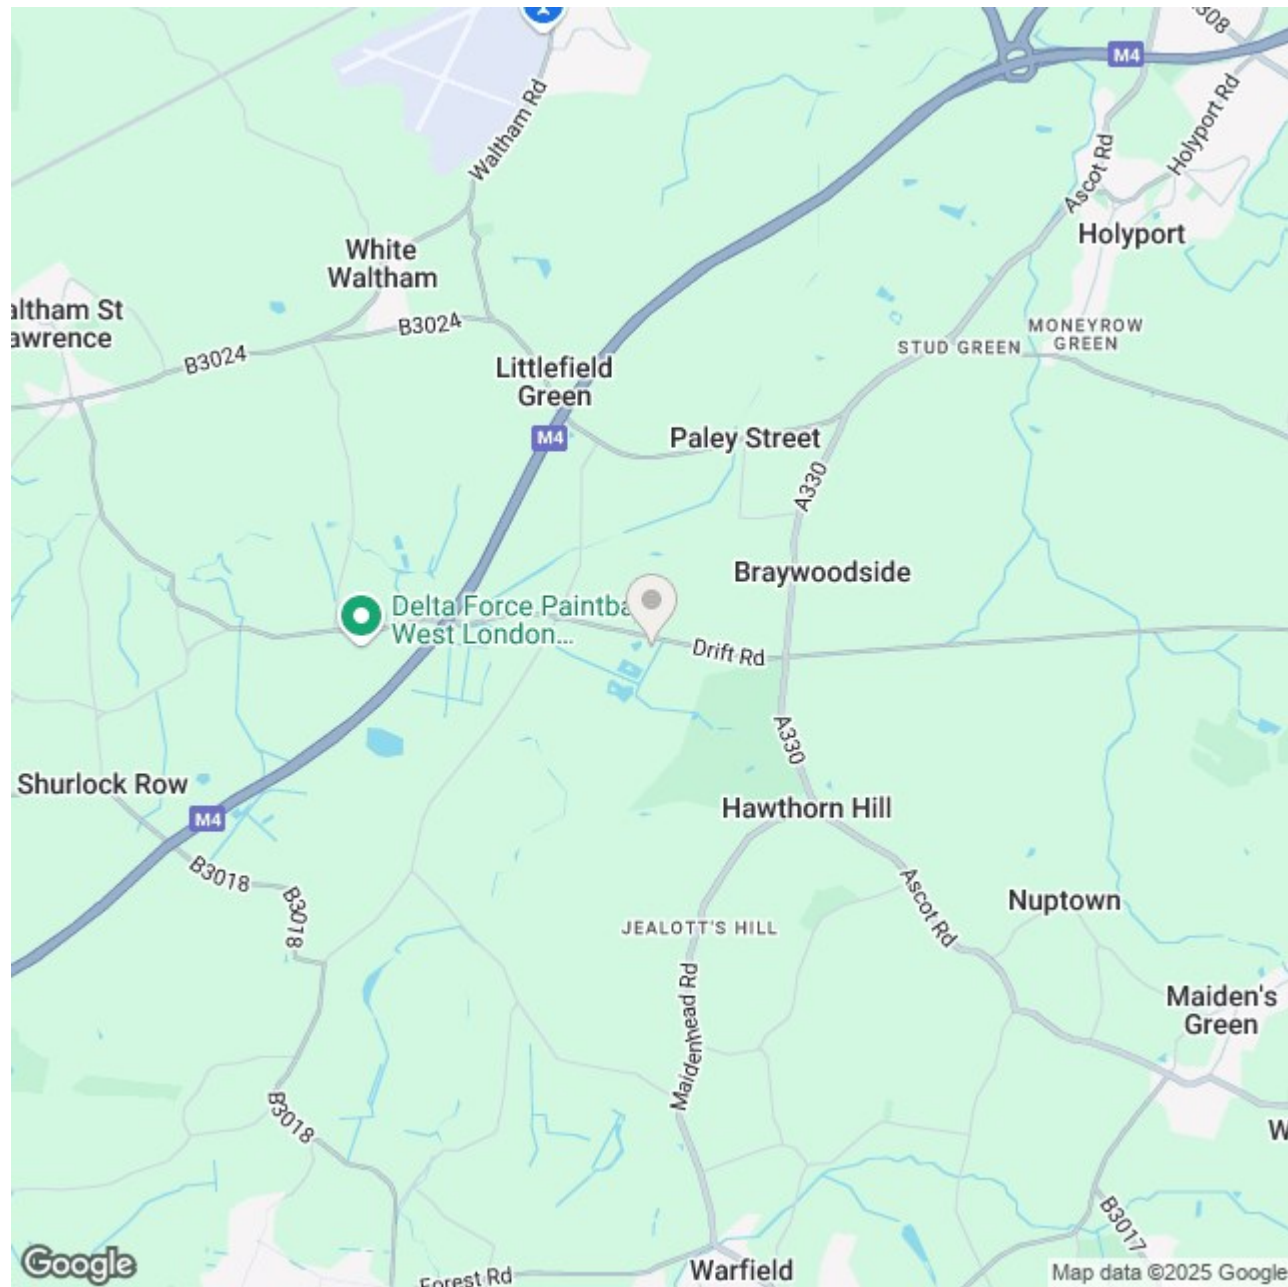 308
M4
Holyport Rd
Waltham Rd
Ascot Rd
Holyport
White
Waltham
altham St
awrence
B3024
B3024
MONEYROW
GREEN
STUD GREEN
Littlefield
Green
M4
Paley Street
A330
Braywoodside
Delta Force Paintba
West London...
Drift Rd
A330
Shurlock Row
M4
Hawthorn Hill
B3018
B3018
Ascot Rd
Nuptown
JEALOTT'S HILL
Maidenhead Rd
Maiden's
Green
B3018
W
B3017
Warfield
Forest Rd
Google
Map data ©2025 Google